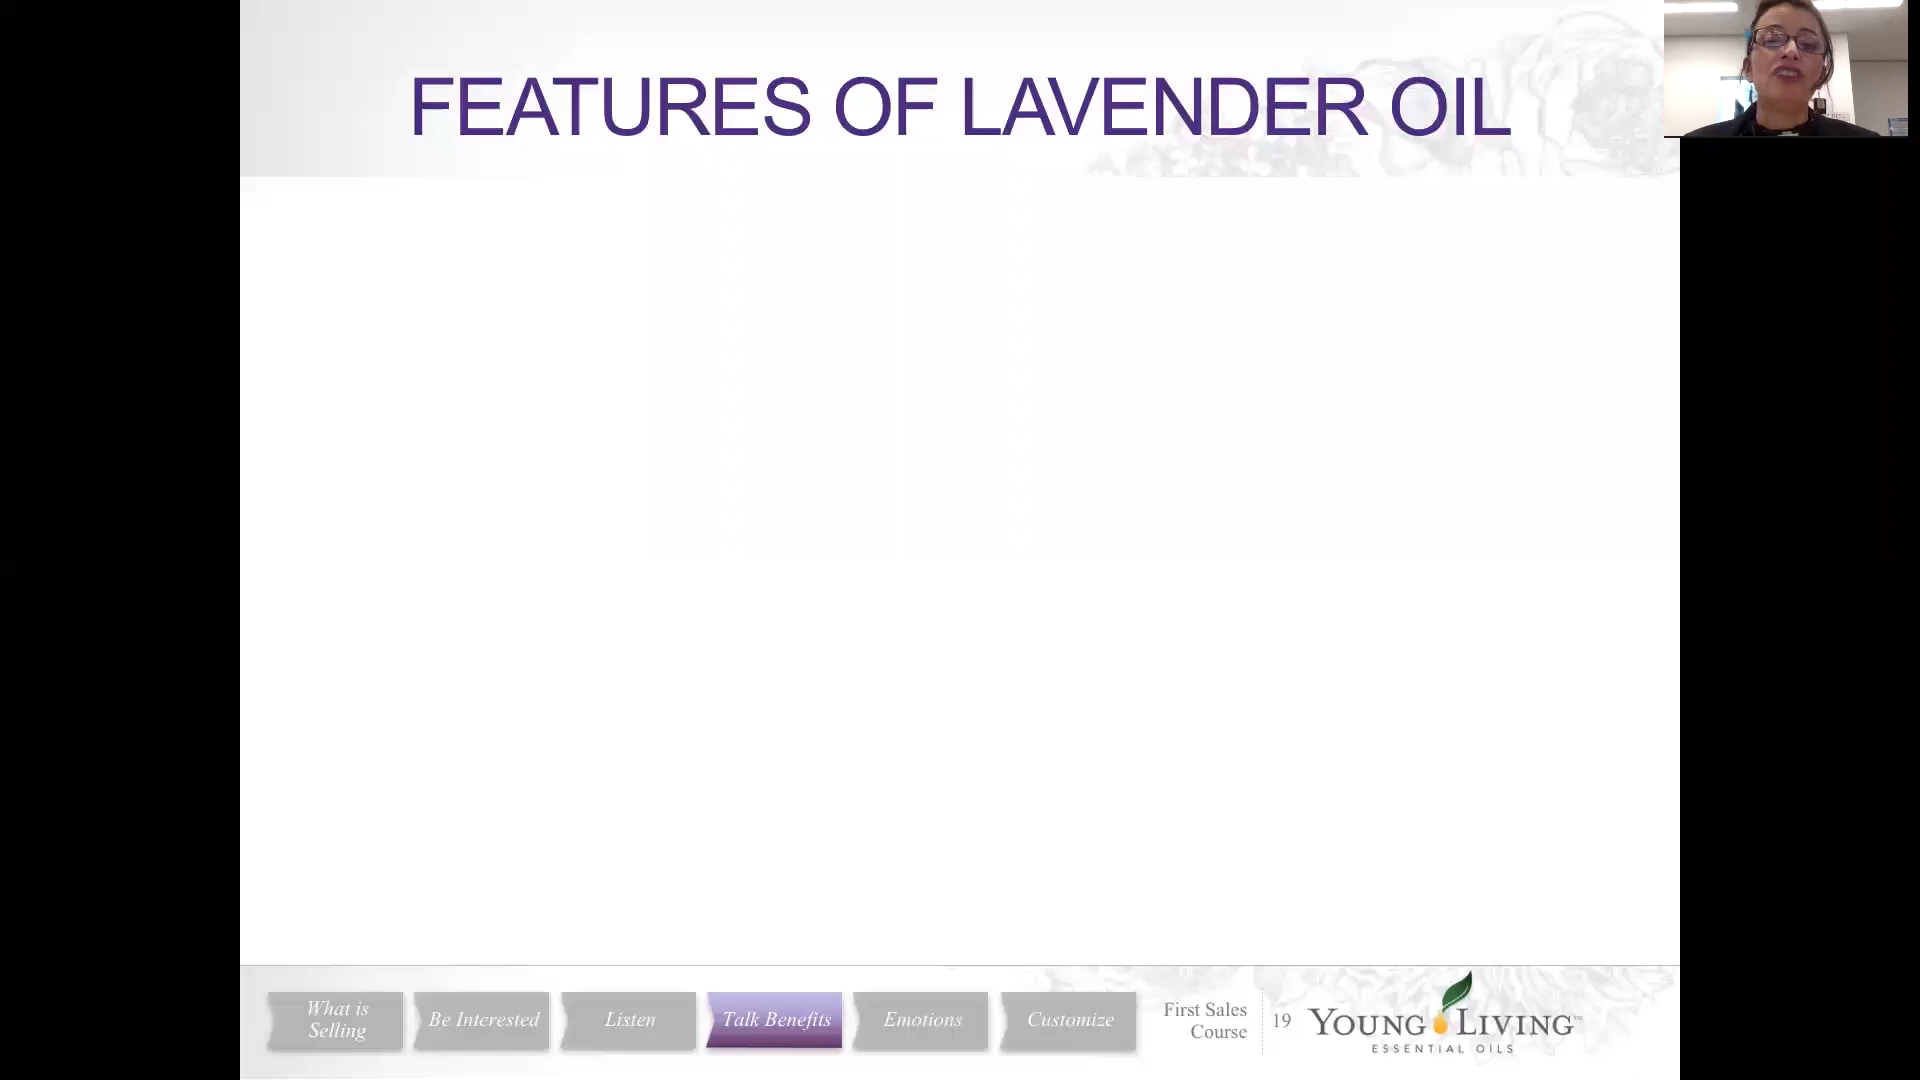 FEATURES OF LAVENDER OIL
What is
Selling
Be Interested
Listen
Talk Benefits
Emotions
Customize
First Sales
Course
19
YOUNG LIVING™
ESSENTIAL OILS